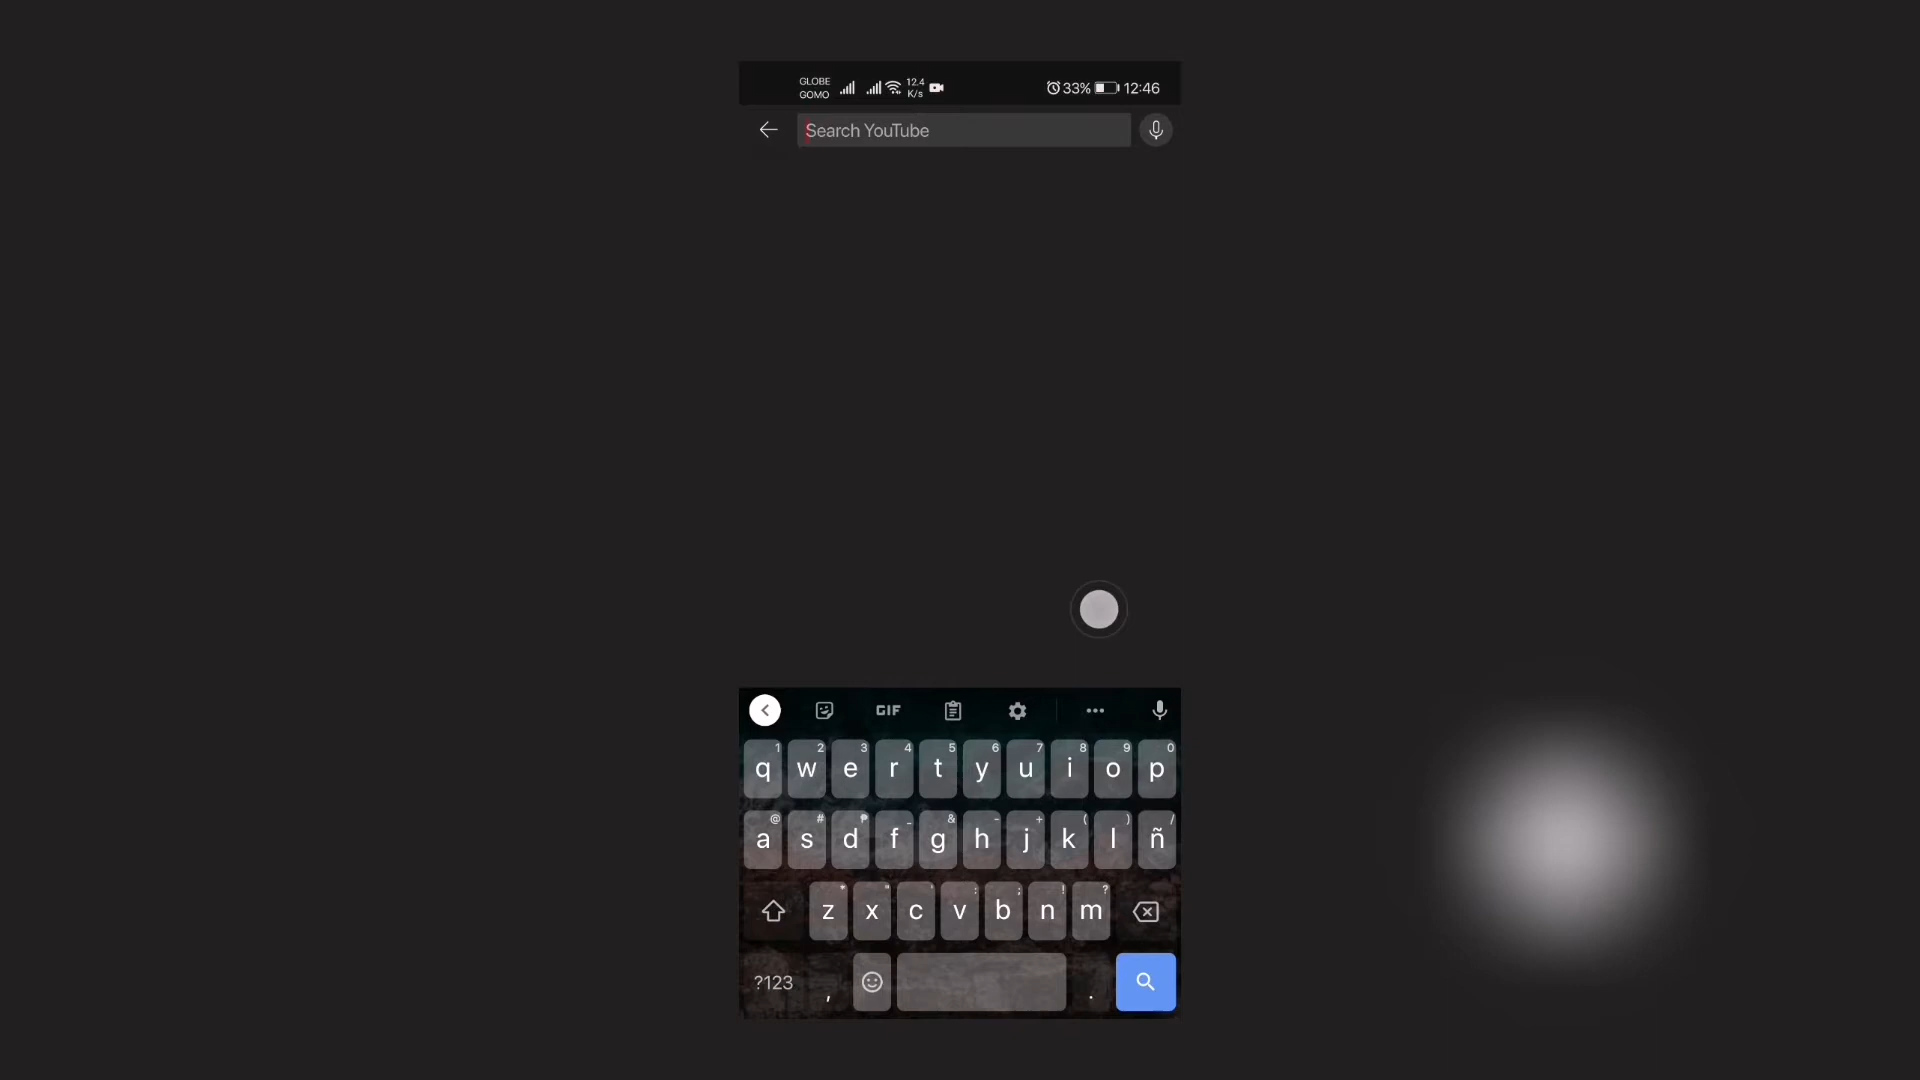 GLOBE
GOMO
12.4
K/s
33% 12:46
Search YouTube
GIF
1 2 3 4 5 6 7 8 9 0
q w e r t y u i o p
@ # ₱ _ & - + ( ) /
a s d f g h j k l ñ
* " ' : ; ! ?
z x c v b n m
?123 , .